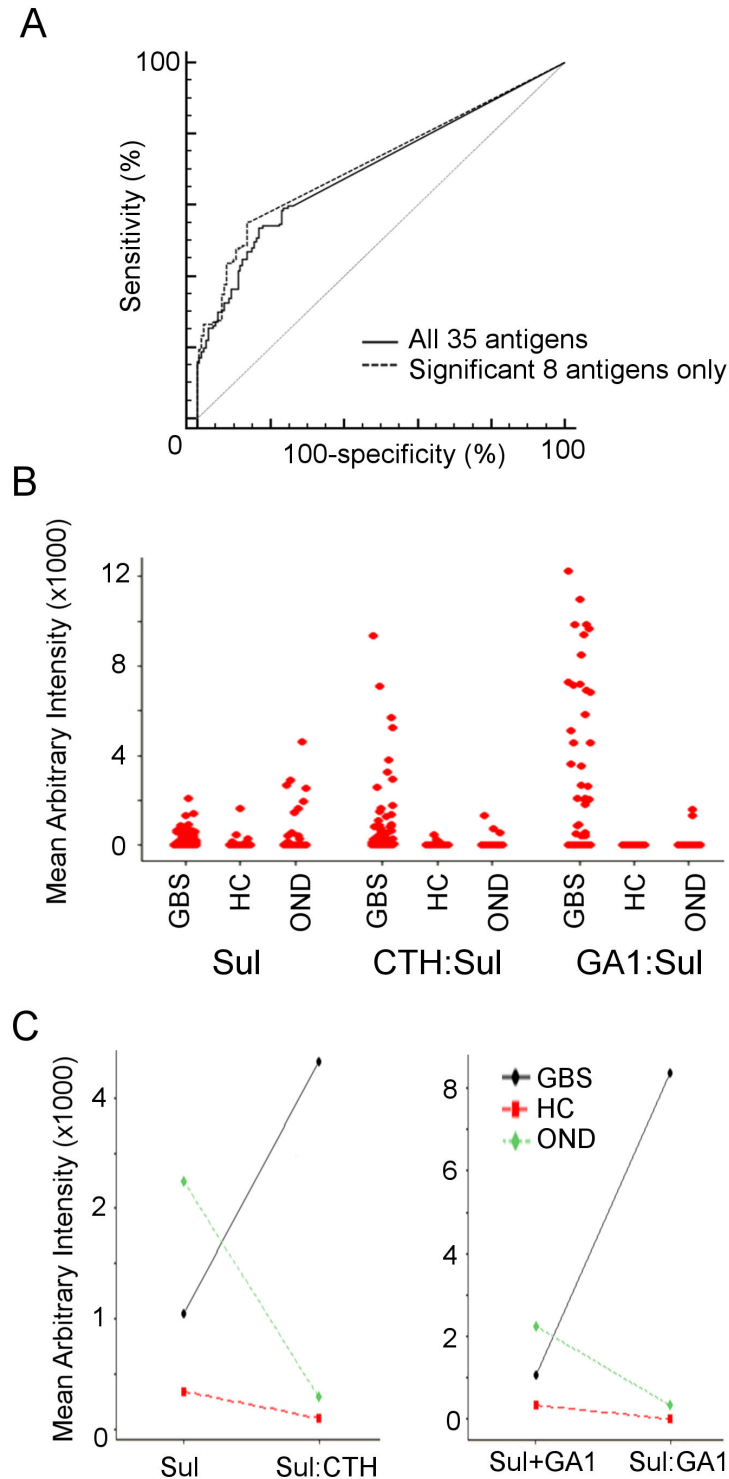 A
100
Sensitivity (%)
All 35 antigens
Significant 8 antigens only
0
100-specificity (%)
100
B
Mean Arbitrary Intensity (x1000)
12
8
4
0
GBS
HC
OND
GBS
HC
OND
GBS
HC
OND
Sul
CTH:Sul
GA1:Sul
C
Mean Arbitrary Intensity (x1000)
4
2
1
0
Sul
Sul:CTH
8
6
4
2
0
GBS
HC
OND
Sul+GA1
Sul:GA1